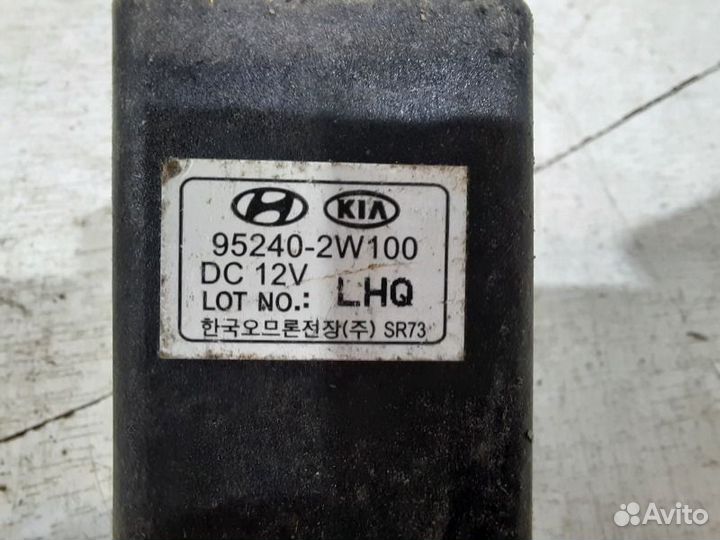 KIA
95240-2W100
DC 12V
LOT NO.: LHQ
한국오므론전장(주) SR73
Avito